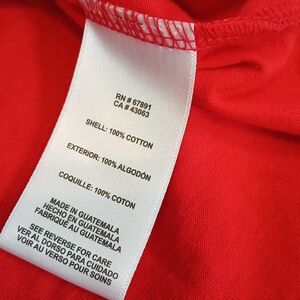 RN # 67891
CA # 43063
SHELL: 100% COTTON
EXTERIOR: 100% ALGODÓN
COQUILLE: 100% COTON
MADE IN GUATEMALA
HECHO EN GUATEMALA
FABRIQUÉ AU GUATEMALA
SEE REVERSE FOR CARE
VER AL DORSO PARA CUIDADO
VOIR AU VERSO POUR SOINS